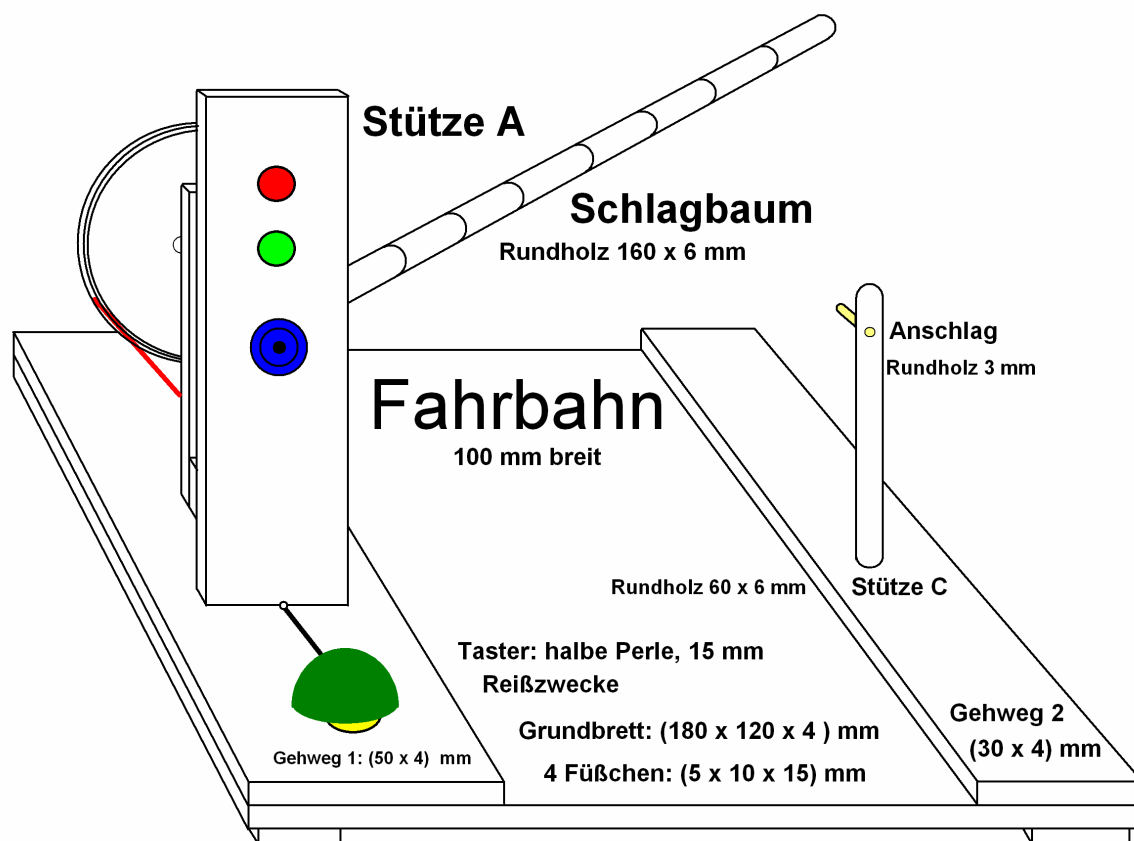 Stütze A
Schlagbaum
Rundholz 160 x 6 mm
Anschlag
Rundholz 3 mm
Fahrbahn
100 mm breit
Rundholz 60 x 6 mm
Stütze C
Taster: halbe Perle, 15 mm
Reißzwecke
Grundbrett: (180 x 120 x 4 ) mm
4 Füßchen: (5 x 10 x 15) mm
Gehweg 1: (50 x 4) mm
Gehweg 2
(30 x 4) mm